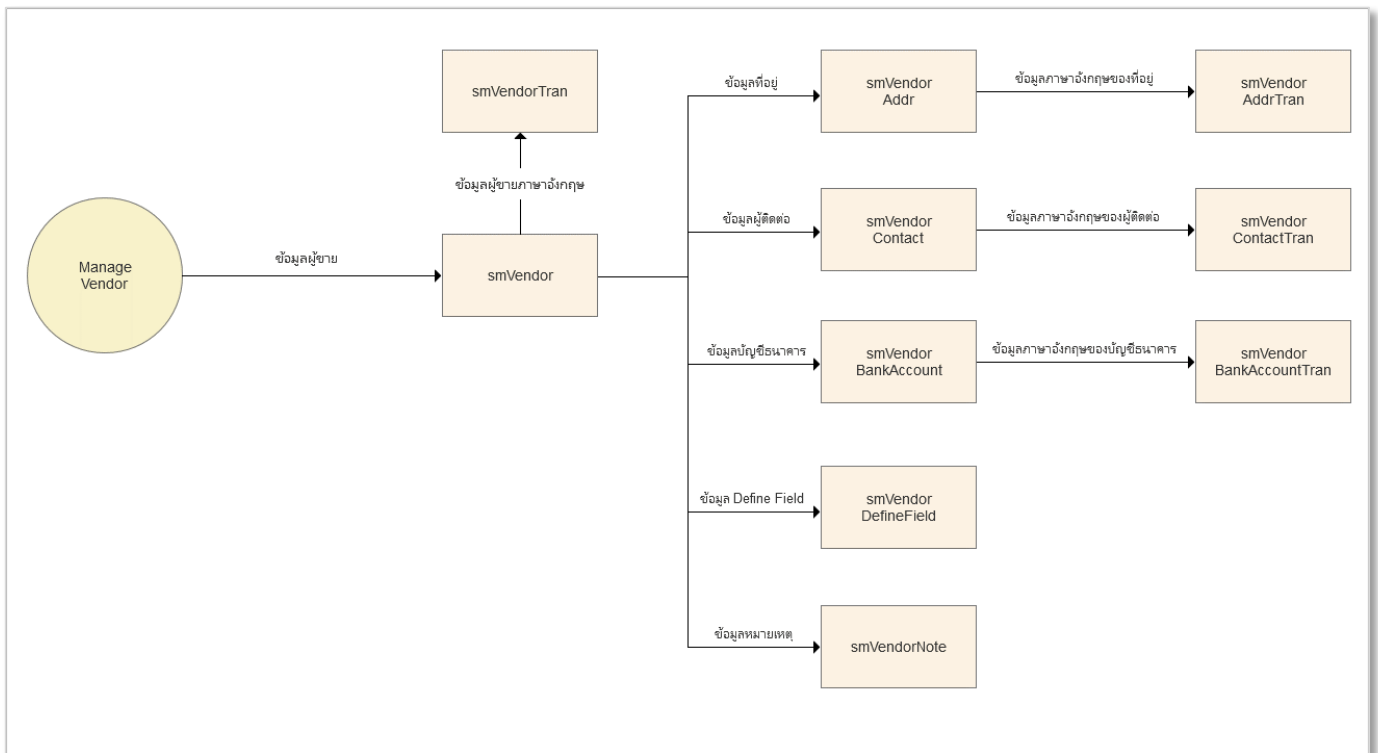 smVendorTran
ข้อมูลที่อยู่
smVendor
Addr
ข้อมูลภาษาอังกฤษของที่อยู่
smVendor
AddrTran
ข้อมูลผู้ขายภาษาอังกฤษ
ข้อมูลผู้ติดต่อ
smVendor
Contact
ข้อมูลภาษาอังกฤษของผู้ติดต่อ
smVendor
ContactTran
Manage
Vendor
ข้อมูลผู้ขาย
smVendor
ข้อมูลบัญชีธนาคาร
smVendor
BankAccount
ข้อมูลภาษาอังกฤษของบัญชีธนาคาร
smVendor
BankAccountTran
ข้อมูล Define Field
smVendor
DefineField
ข้อมูลหมายเหตุ
smVendorNote